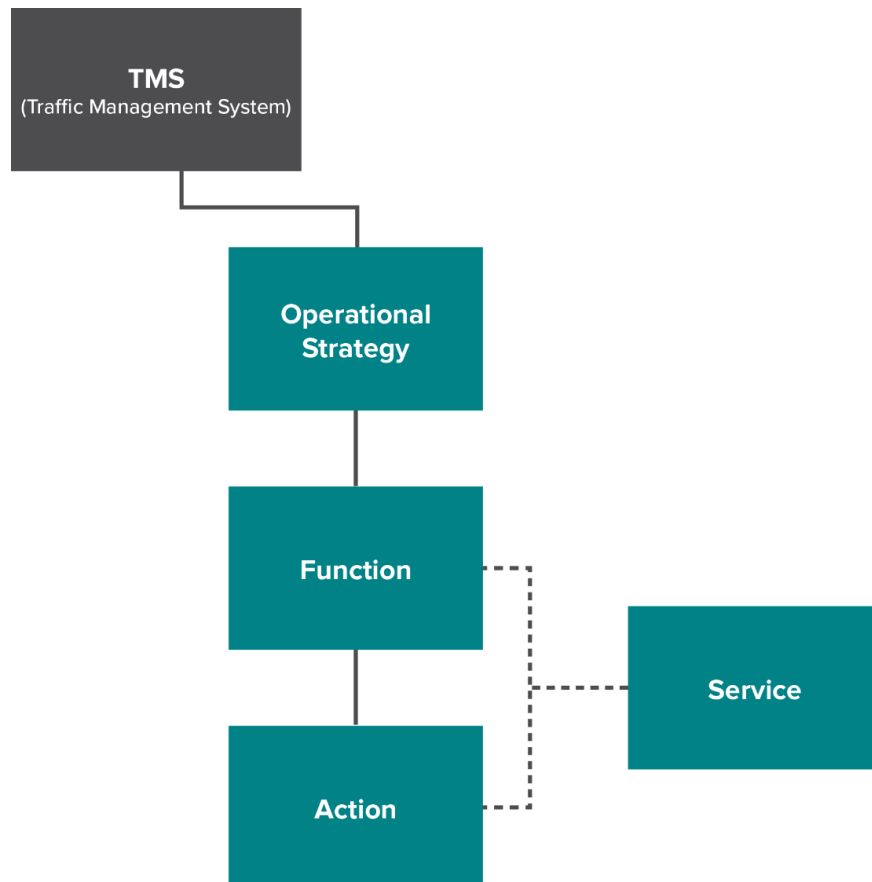 TMS
(Traffic Management System)
Operational
Strategy
Function
Service
Action